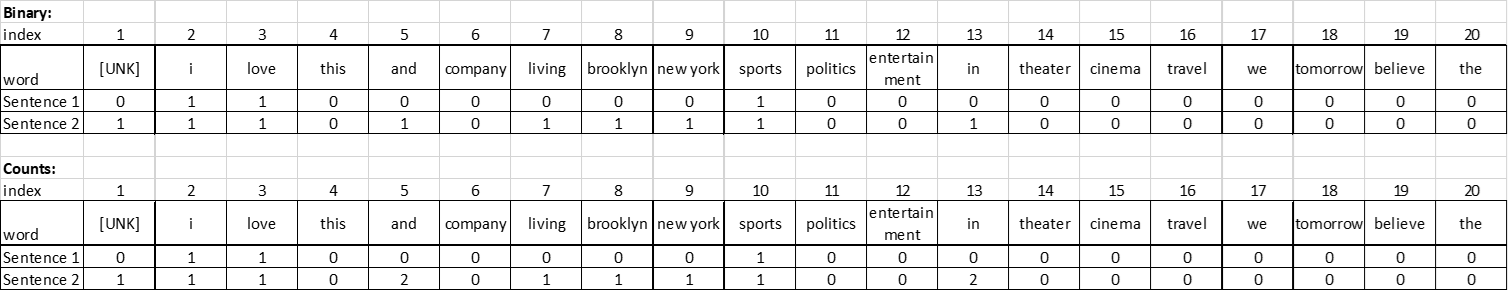 Binary:
index 1 2 3 4 5 6 7 8 9 10 11 12 13 14 15 16 17 18 19 20
word [UNK] i love this and company living brooklyn new york sports politics entertain in theater cinema travel we tomorrow believe the
ment
Sentence 1 0 1 1 0 0 0 0 0 0 1 0 0 0 0 0 0 0 0 0 0
Sentence 2 1 1 1 0 1 0 1 1 1 1 0 0 1 0 0 0 0 0 0 0
Counts:
index 1 2 3 4 5 6 7 8 9 10 11 12 13 14 15 16 17 18 19 20
word [UNK] i love this and company living brooklyn new york sports politics entertain in theater cinema travel we tomorrow believe the
ment
Sentence 1 0 1 1 0 0 0 0 0 0 1 0 0 0 0 0 0 0 0 0 0
Sentence 2 1 1 1 0 2 0 1 1 1 1 0 0 2 0 0 0 0 0 0 0